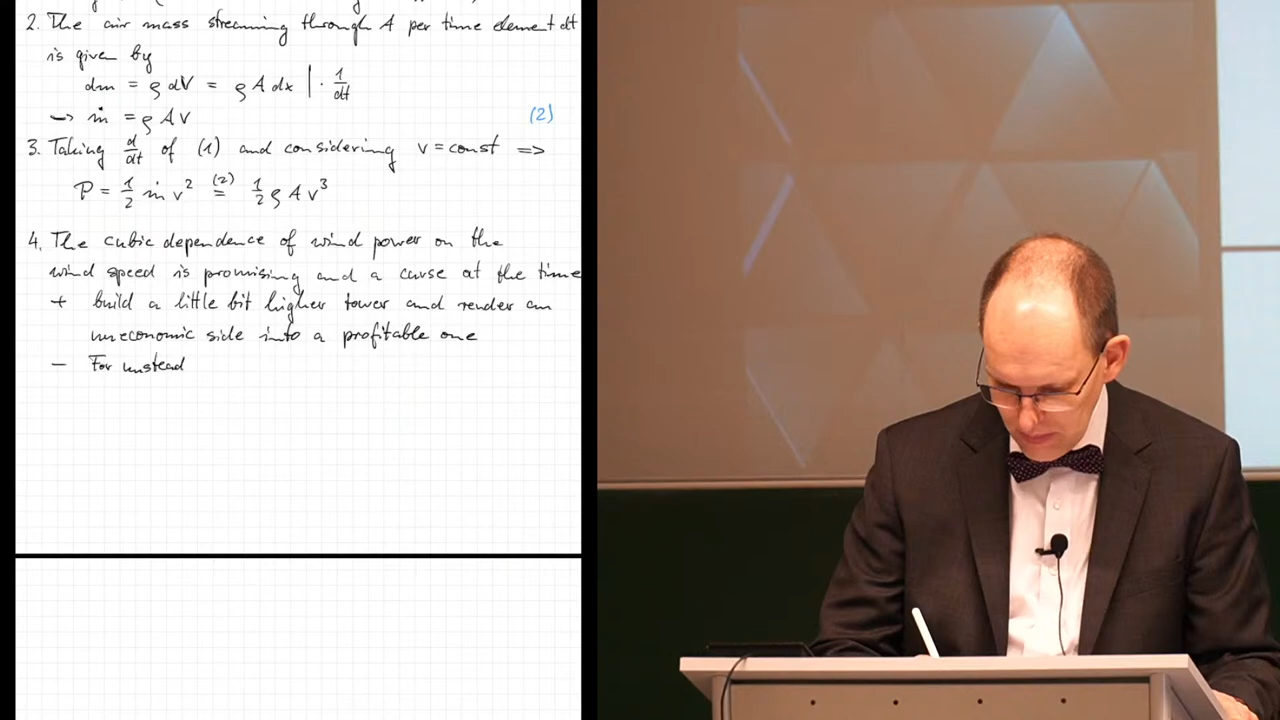 2. The air mass streaming through A per time element dt
is given by
dm = ρ dV = ρ A dx | · 1/dt
→ ṁ = ρ A v (2)
3. Taking d/dt of (1) and considering v = const =>
P = 1/2 ṁ v² (2)= 1/2 ρ A v³
4. The cubic dependence of wind power on the
wind speed is promising and a curse at the time
+ build a little bit higher tower and render an
uneconomic side into a profitable one
- For instead